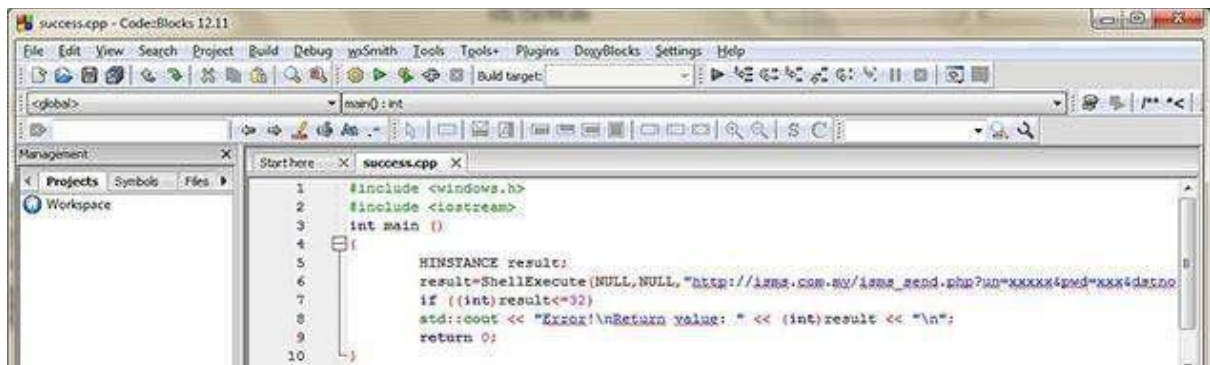 success.cpp - Code::Blocks 12.11
File Edit View Search Project Build Debug wxSmith Tools Tools+ Plugins DoxyBlocks Settings Help
Build target:
<global>
main() : int
/** *<
S C
Management
Projects Symbols Files
Workspace
Start here success.cpp
1 #include <windows.h>
2 #include <iostream>
3 int main ()
4 {
5 HINSTANCE result;
6 result=ShellExecute(NULL,NULL,"http://isms.com.my/isms_send.php?un=xxxxx&pwd=xxx&dstno
7 if ((int)result<=32)
8 std::cout << "Error!\nReturn value: " << (int)result << "\n";
9 return 0;
10 }